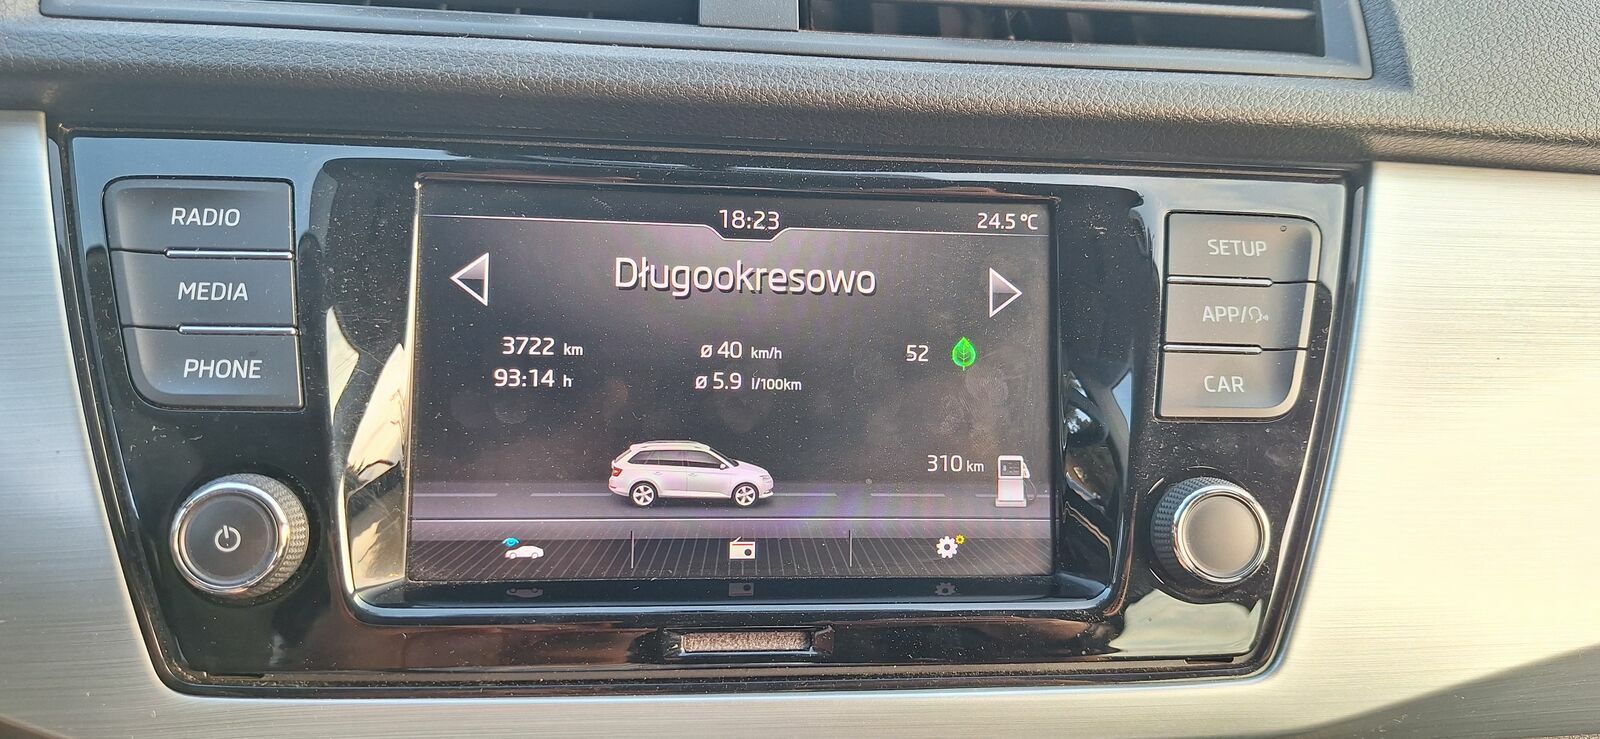 RADIO
MEDIA
PHONE
18:23
24.5 °C
Długookresowo
3722 km
ø 40 km/h
52
93:14 h
ø 5.9 l/100km
310 km
SETUP
APP/
CAR